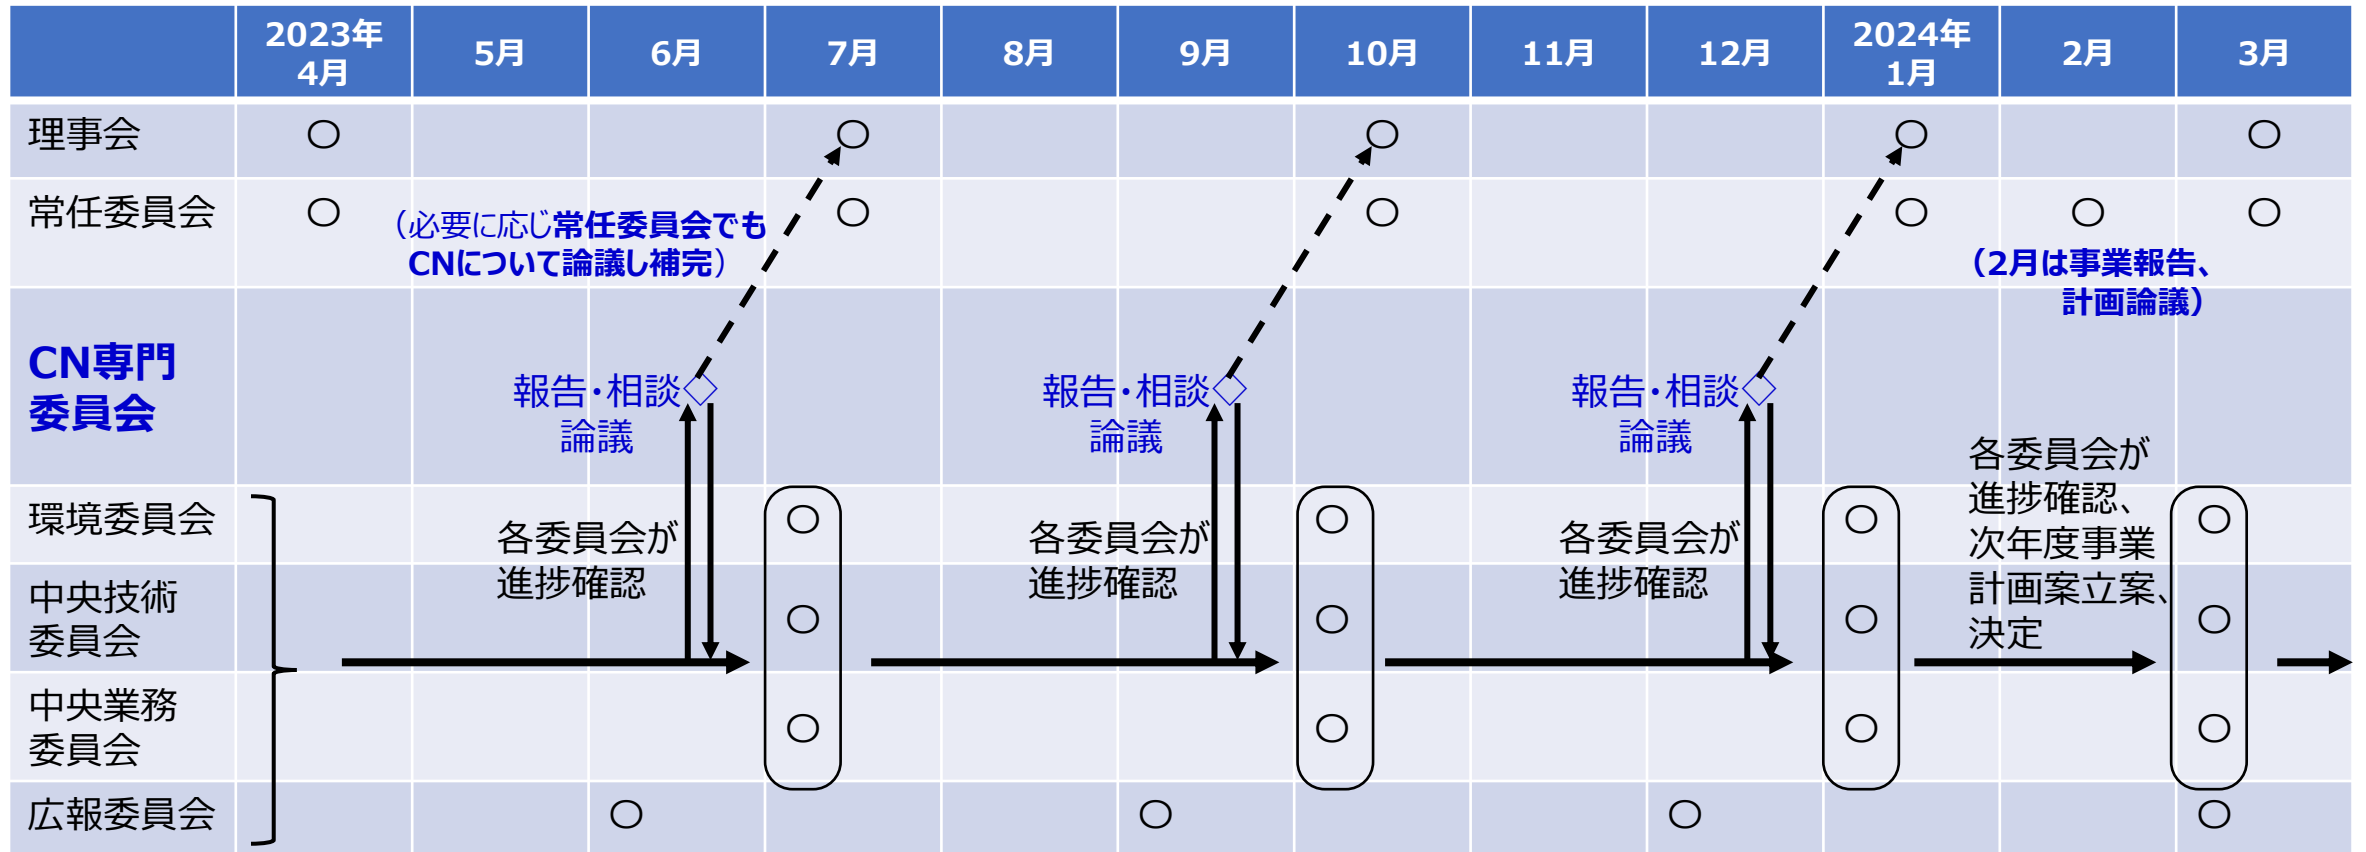 2023年
4月
5月
6月
7月
8月
9月
10月
11月
12月
2024年
1月
2月
3月
理事会
〇
〇
〇
〇
〇
常任委員会
〇
〇
〇
〇
〇
〇
（必要に応じ常任委員会でも
CNについて論議し補完）
（2月は事業報告、
計画論議）
CN専門
委員会
報告・相談◇
論議
報告・相談◇
論議
報告・相談◇
論議
環境委員会
〇
〇
〇
〇
各委員会が
進捗確認
各委員会が
進捗確認
各委員会が
進捗確認
各委員会が
進捗確認、
次年度事業
計画案立案、
決定
中央技術
委員会
〇
〇
〇
〇
中央業務
委員会
〇
〇
〇
〇
広報委員会
〇
〇
〇
〇